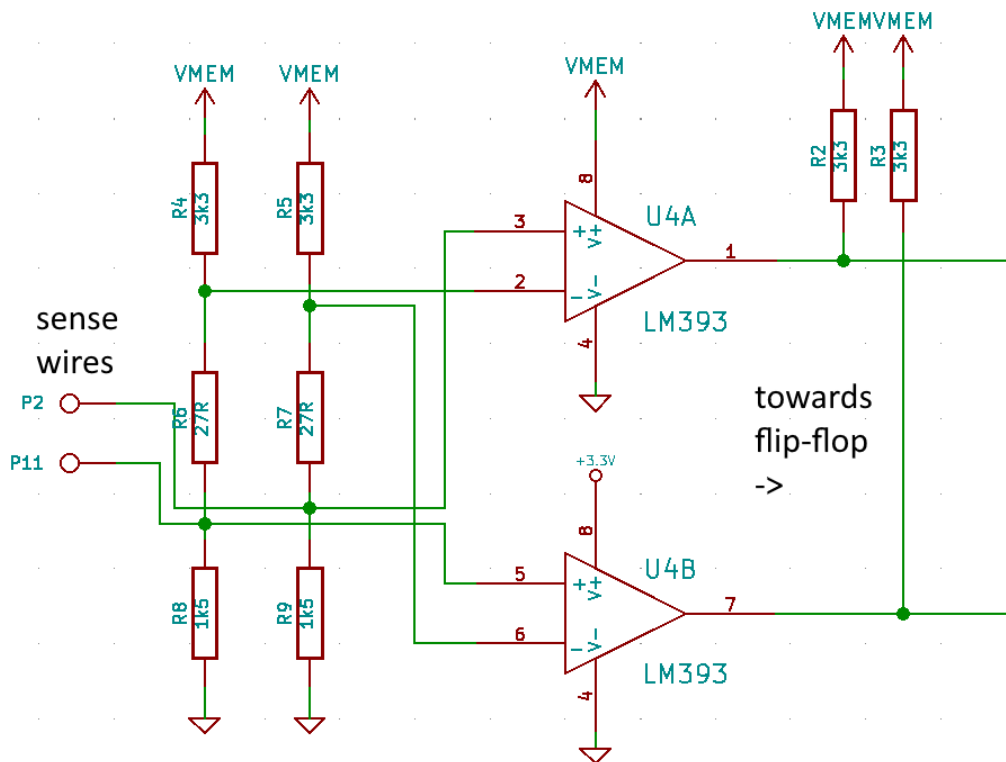 VMEM
VMEM
VMEM
VMEM
VMEM
R4
3k3
R5
3k3
R2
3k3
R3
3k3
8
3
+
V+
U4A
1
2
-
V-
LM393
4
sense
wires
P2
R6
27R
R7
27R
P11
towards
flip-flop
->
+3.3V
8
5
+
V+
U4B
7
6
-
V-
LM393
4
R8
1k5
R9
1k5